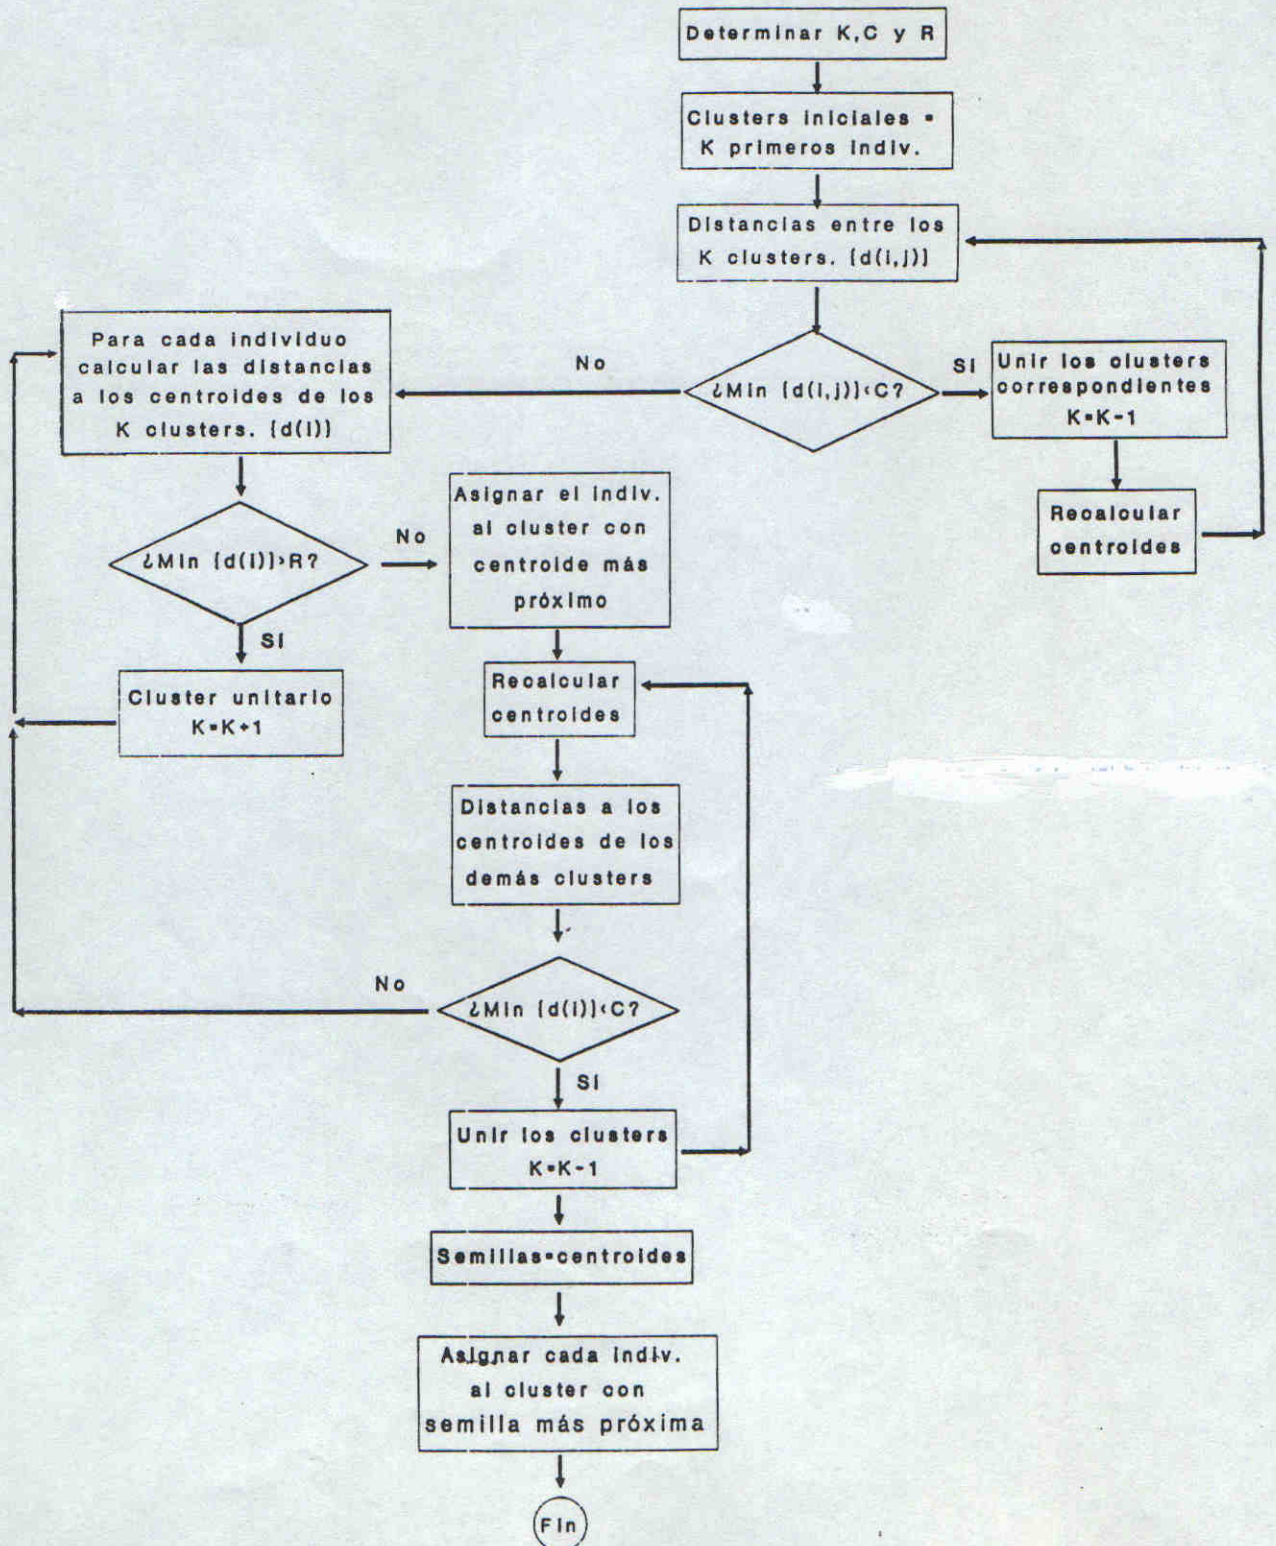 Determinar K,C y R
Clusters iniciales =
K primeros indiv.
Distancias entre los
K clusters. {d(i,j)}
¿Min {d(i,j)}<C?
No
Si
Unir los clusters
correspondientes
K=K-1
Recalcular
centroides
Para cada individuo
calcular las distancias
a los centroides de los
K clusters. {d(i)}
¿Min {d(i)}>R?
No
Si
Asignar el indiv.
al cluster con
centroide más
próximo
Cluster unitario
K=K+1
Recalcular
centroides
Distancias a los
centroides de los
demás clusters
¿Min {d(i)}<C?
No
Si
Unir los clusters
K=K-1
Semillas=centroides
Asignar cada indiv.
al cluster con
semilla más próxima
Fin